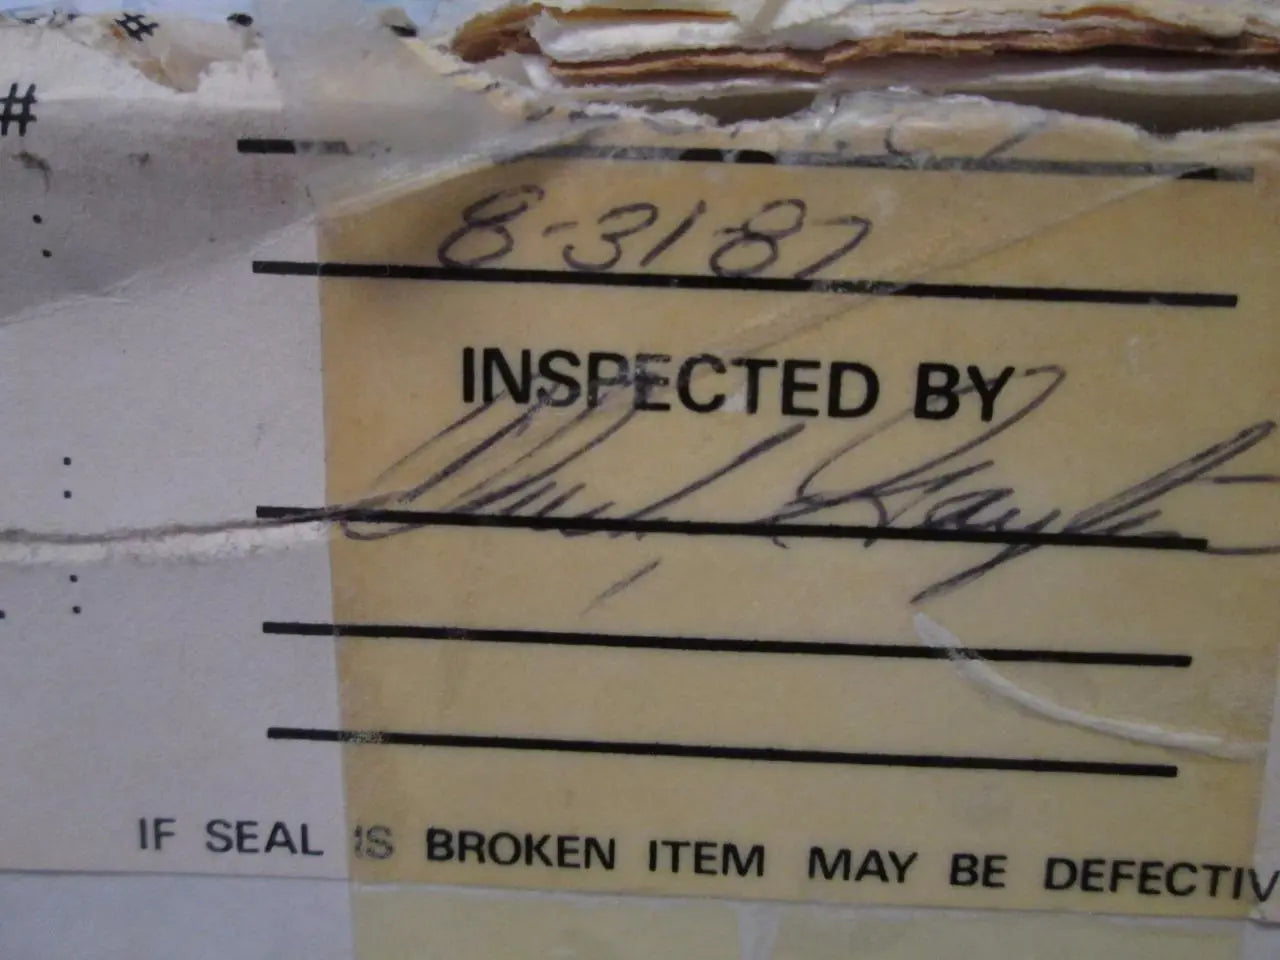 #
#
8-31-87
INSPECTED BY
IF SEAL IS BROKEN ITEM MAY BE DEFECTIV